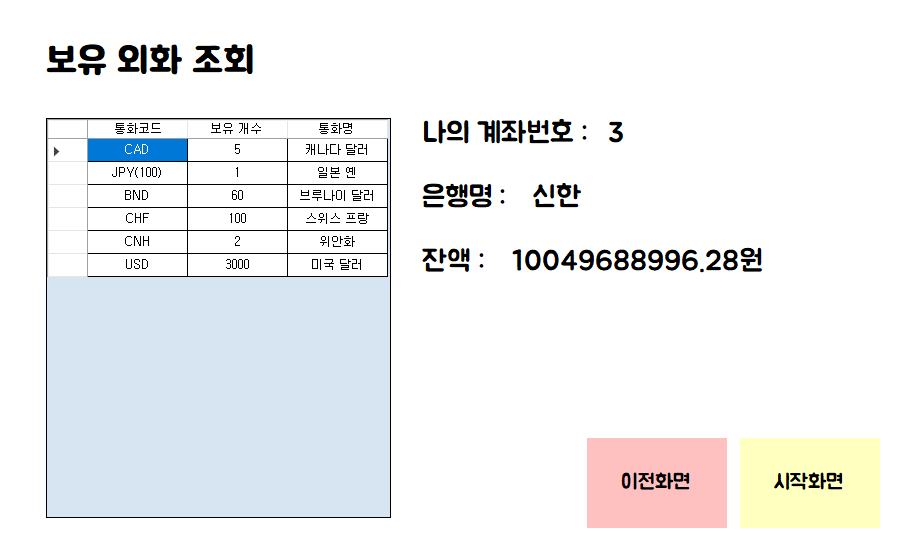 보유 외화 조회
통화코드 보유 개수 통화명
CAD 5 캐나다 달러
JPY(100) 1 일본 옌
BND 60 브루나이 달러
CHF 100 스위스 프랑
CNH 2 위안화
USD 3000 미국 달러
나의 계좌번호 : 3
은행명 : 신한
잔액 : 10049688996.28원
이전화면 시작화면